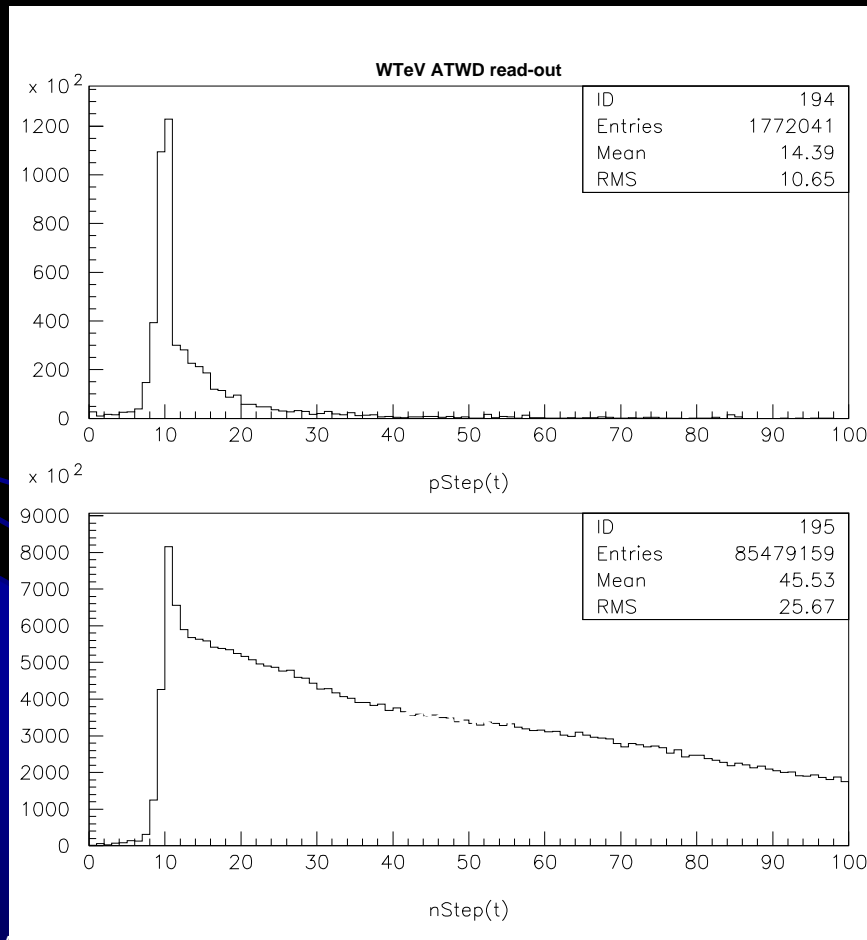 WTeV ATWD read-out
x 10^2
ID 194
Entries 1772041
Mean 14.39
RMS 10.65
1200
1000
800
600
400
200
0
0 10 20 30 40 50 60 70 80 90 100
pStep(t)
x 10^2
ID 195
Entries 85479159
Mean 45.53
RMS 25.67
9000
8000
7000
6000
5000
4000
3000
2000
1000
0
0 10 20 30 40 50 60 70 80 90 100
nStep(t)